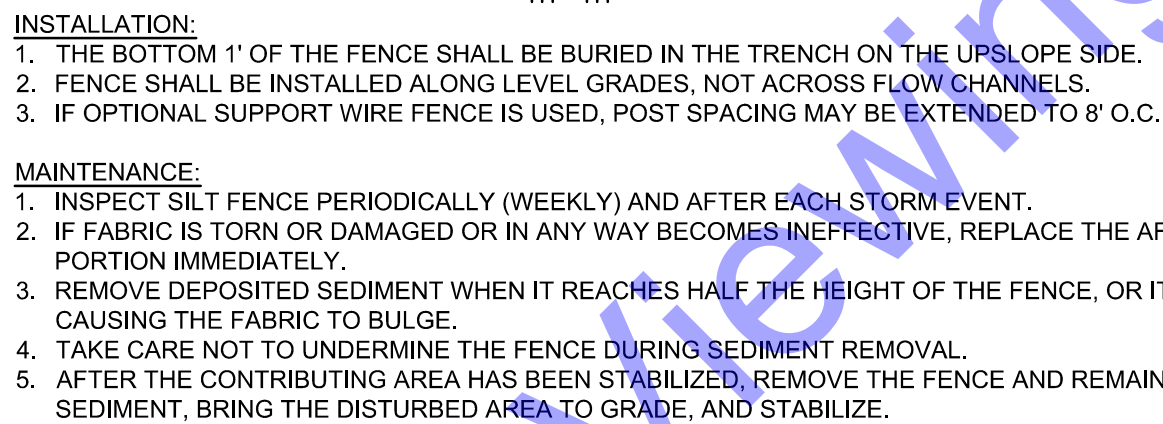 INSTALLATION:
1. THE BOTTOM 1' OF THE FENCE SHALL BE BURIED IN THE TRENCH ON THE UPSLOPE SIDE.
2. FENCE SHALL BE INSTALLED ALONG LEVEL GRADES, NOT ACROSS FLOW CHANNELS.
3. IF OPTIONAL SUPPORT WIRE FENCE IS USED, POST SPACING MAY BE EXTENDED TO 8' O.C.
MAINTENANCE:
1. INSPECT SILT FENCE PERIODICALLY (WEEKLY) AND AFTER EACH STORM EVENT.
2. IF FABRIC IS TORN OR DAMAGED OR IN ANY WAY BECOMES INEFFECTIVE, REPLACE THE
PORTION IMMEDIATELY.
3. REMOVE DEPOSITED SEDIMENT WHEN IT REACHES HALF THE HEIGHT OF THE FENCE, OR
CAUSING THE FABRIC TO BULGE.
4. TAKE CARE NOT TO UNDERMINE THE FENCE DURING SEDIMENT REMOVAL.
5. AFTER THE CONTRIBUTING AREA HAS BEEN STABILIZED, REMOVE THE FENCE AND
SEDIMENT, BRING THE DISTURBED AREA TO GRADE, AND STABILIZE.
Viewing